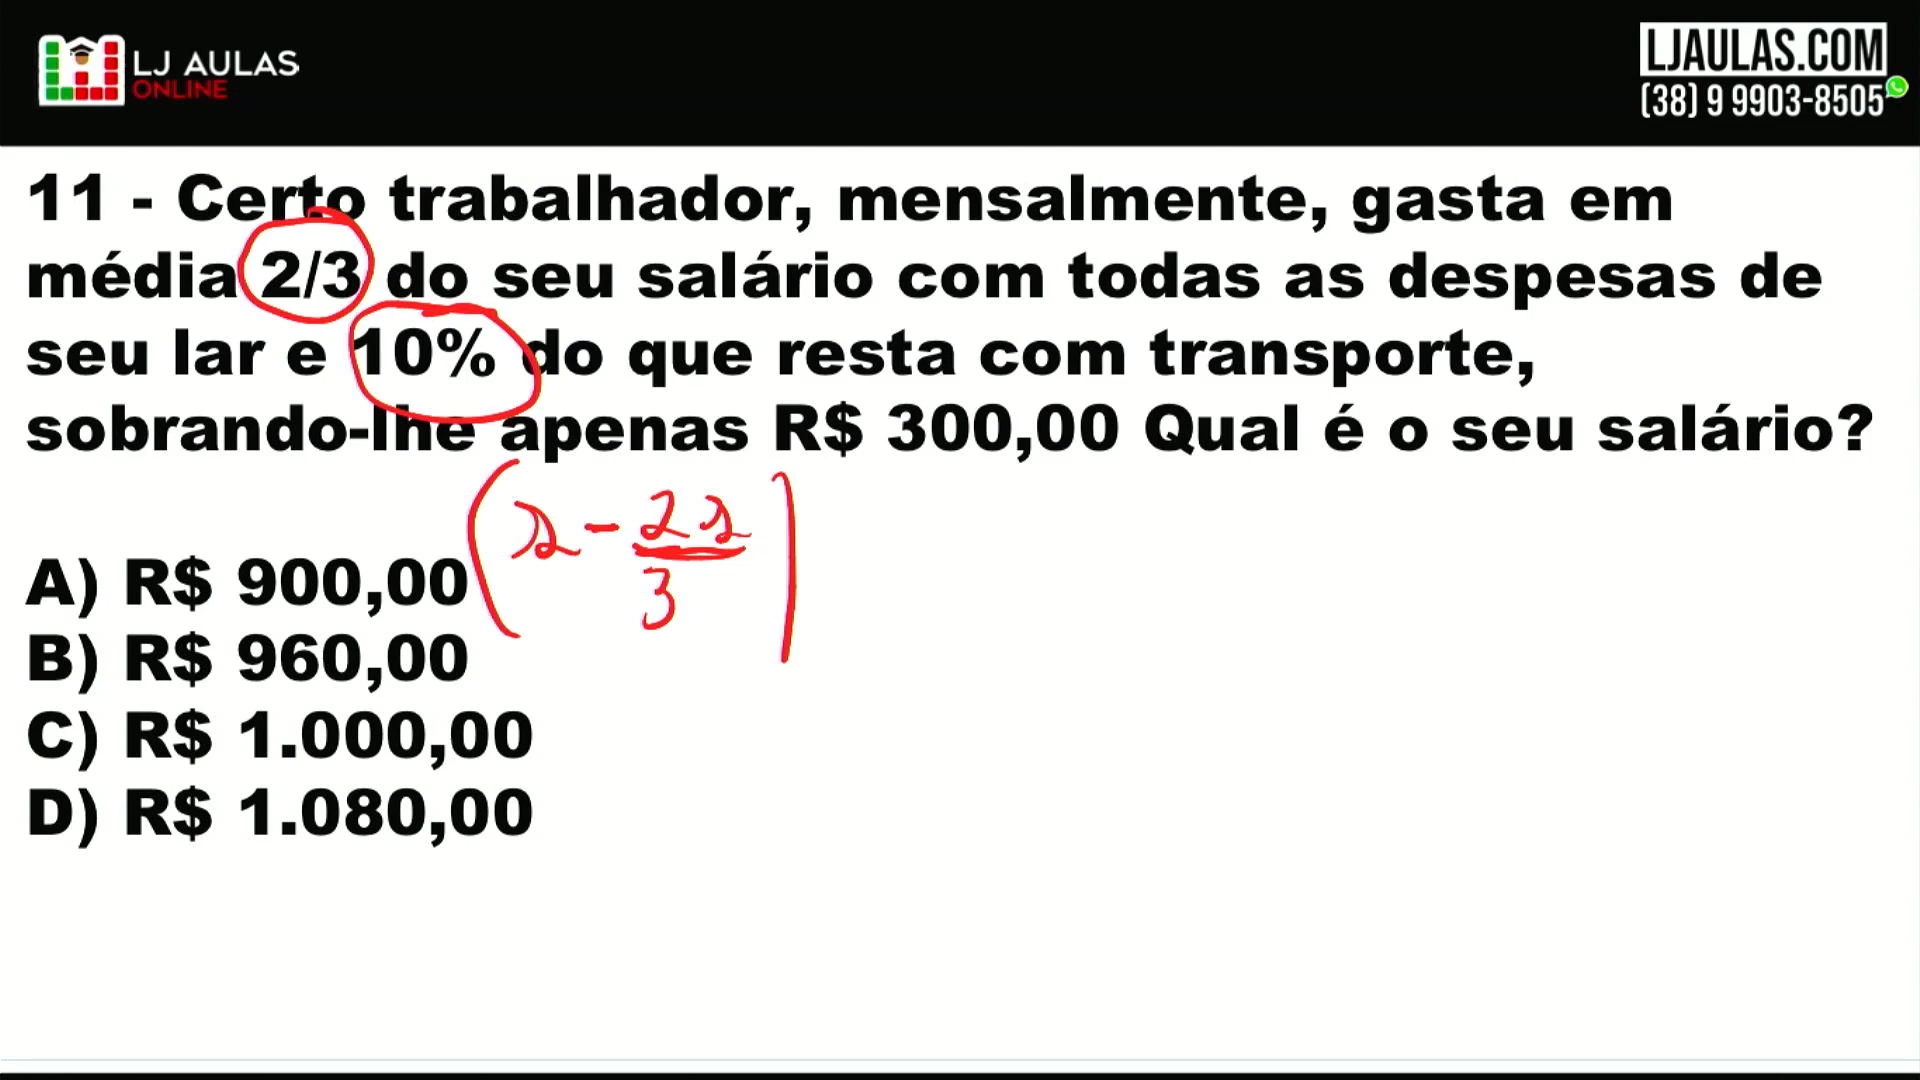 LJ AULAS
ONLINE
LJAULAS.COM
(38) 9 9903-8505
11 - Certo trabalhador, mensalmente, gasta em
média 2/3 do seu salário com todas as despesas de
seu lar e 10% do que resta com transporte,
sobrando-lhe apenas R$ 300,00 Qual é o seu salário?
(s - 2s
3
A) R$ 900,00
B) R$ 960,00
C) R$ 1.000,00
D) R$ 1.080,00